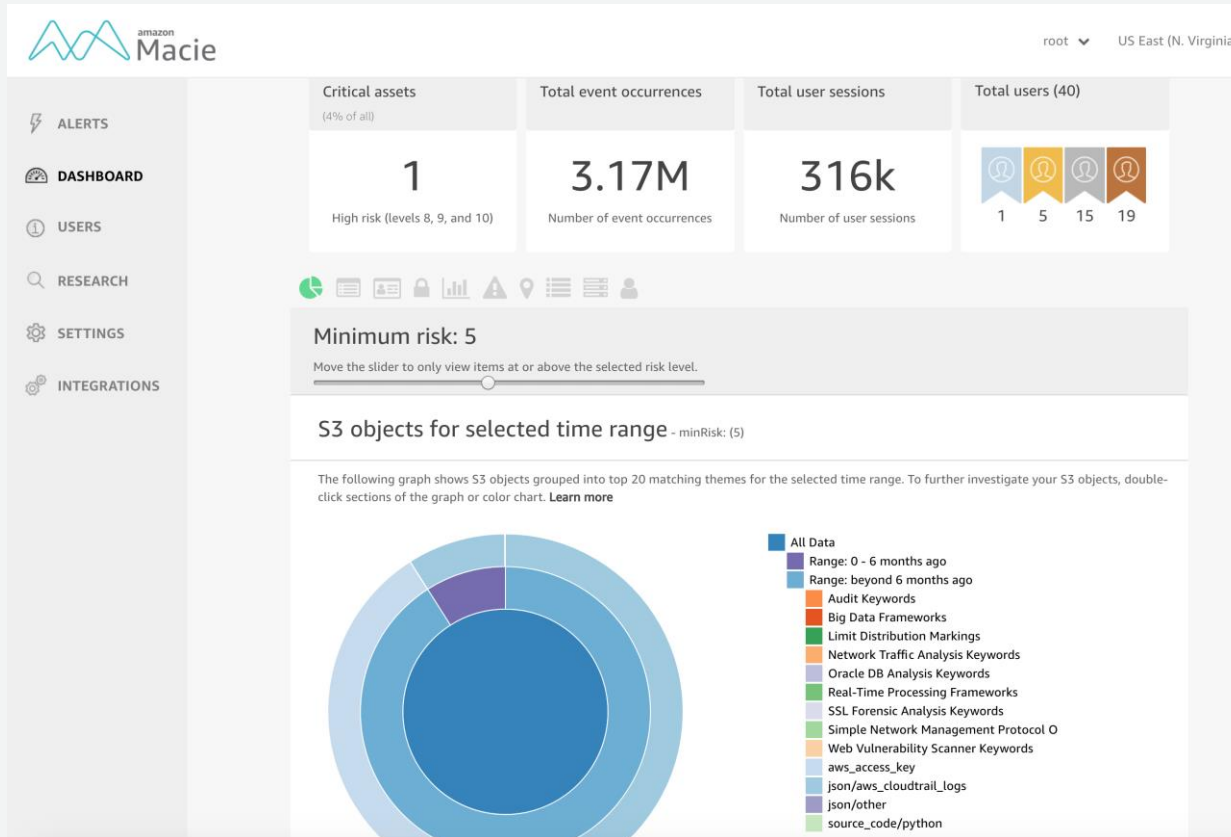 amazon
Macie
root
US East (N. Virginia
ALERTS
DASHBOARD
USERS
RESEARCH
SETTINGS
INTEGRATIONS
Critical assets
(4% of all)
1
High risk (levels 8, 9, and 10)
Total event occurrences
3.17M
Number of event occurrences
Total user sessions
316k
Number of user sessions
Total users (40)
1 5 15 19
Minimum risk: 5
Move the slider to only view items at or above the selected risk level.
S3 objects for selected time range - minRisk: (5)
The following graph shows S3 objects grouped into top 20 matching themes for the selected time range. To further investigate your S3 objects, double-
click sections of the graph or color chart. Learn more
All Data
Range: 0 - 6 months ago
Range: beyond 6 months ago
Audit Keywords
Big Data Frameworks
Limit Distribution Markings
Network Traffic Analysis Keywords
Oracle DB Analysis Keywords
Real-Time Processing Frameworks
SSL Forensic Analysis Keywords
Simple Network Management Protocol O
Web Vulnerability Scanner Keywords
aws_access_key
json/aws_cloudtrail_logs
json/other
source_code/python